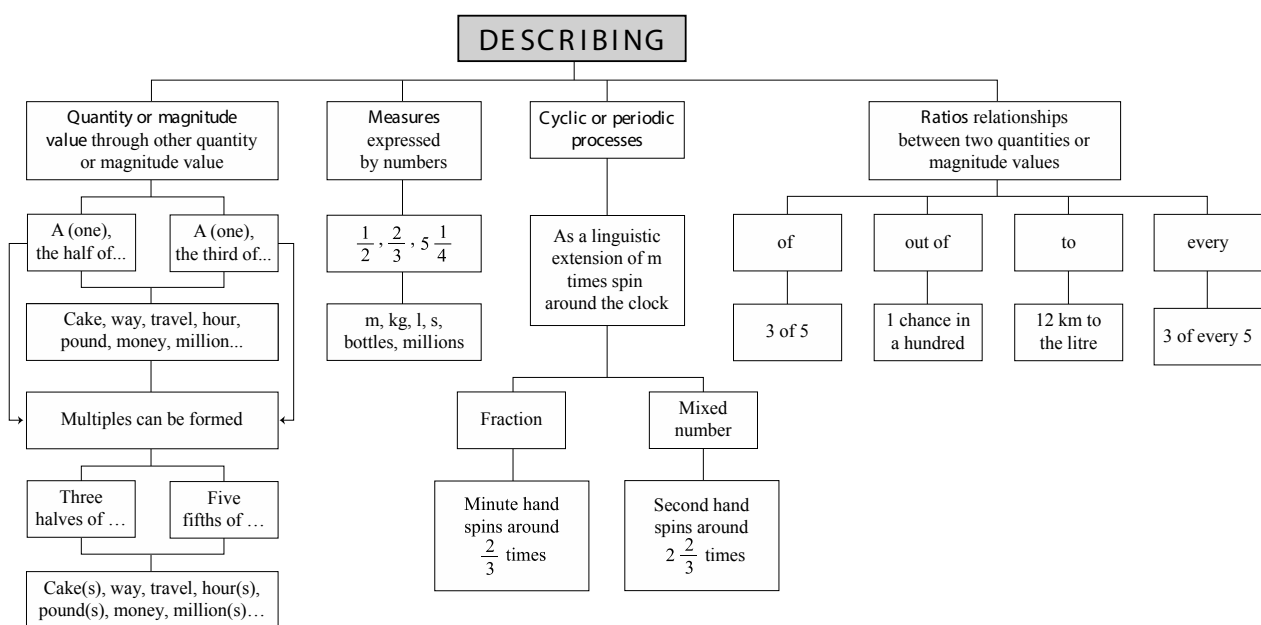 DESCRIBING
Quantity or magnitude
value through other quantity
or magnitude value
Measures
expressed
by numbers
Cyclic or periodic
processes
Ratios relationships
between two quantities or
magnitude values
A (one),
the half of...
A (one),
the third of...
1/2 , 2/3 , 5 1/4
As a linguistic
extension of m
times spin
around the clock
of
out of
to
every
Cake, way, travel, hour,
pound, money, million...
m, kg, l, s,
bottles, millions
3 of 5
1 chance in
a hundred
12 km to
the litre
3 of every 5
Multiples can be formed
Fraction
Mixed
number
Three
halves of …
Five
fifths of …
Minute hand
spins around
2/3 times
Second hand
spins around
2 2/3 times
Cake(s), way, travel, hour(s),
pound(s), money, million(s)…